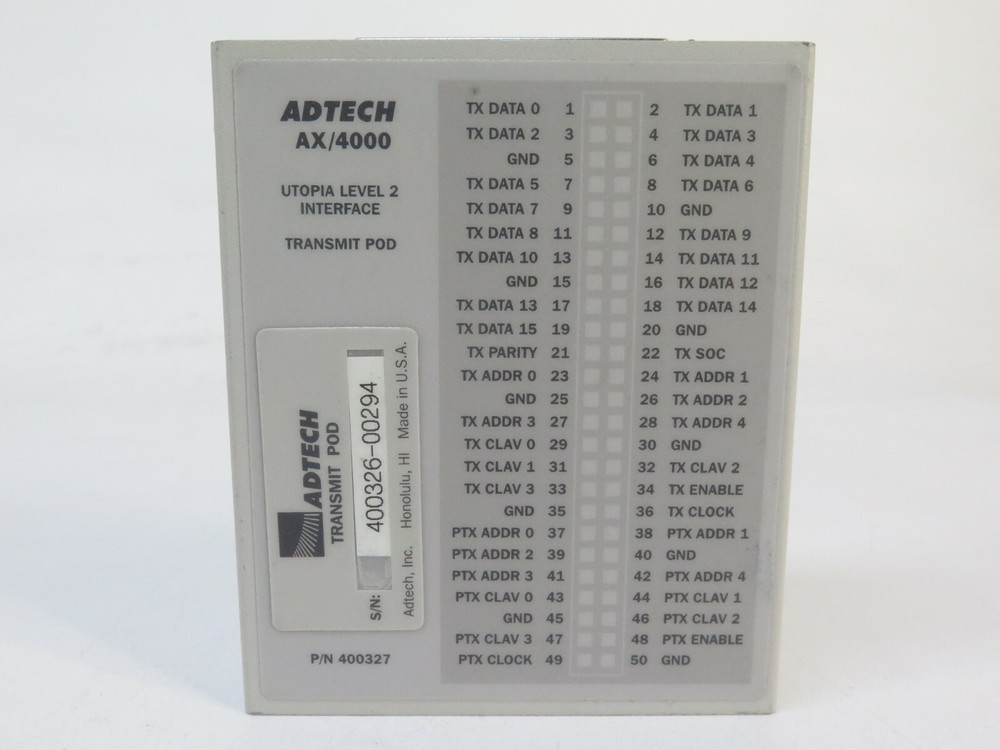 ADTECH
AX/4000
UTOPIA LEVEL 2
INTERFACE
TRANSMIT POD
ADTECH
TRANSMIT POD
S/N: 400326-00294
Adtech, Inc. Honolulu, HI Made in U.S.A.
P/N 400327
TX DATA 0 1 2 TX DATA 1
TX DATA 2 3 4 TX DATA 3
GND 5 6 TX DATA 4
TX DATA 5 7 8 TX DATA 6
TX DATA 7 9 10 GND
TX DATA 8 11 12 TX DATA 9
TX DATA 10 13 14 TX DATA 11
GND 15 16 TX DATA 12
TX DATA 13 17 18 TX DATA 14
TX DATA 15 19 20 GND
TX PARITY 21 22 TX SOC
TX ADDR 0 23 24 TX ADDR 1
GND 25 26 TX ADDR 2
TX ADDR 3 27 28 TX ADDR 4
TX CLAV 0 29 30 GND
TX CLAV 1 31 32 TX CLAV 2
TX CLAV 3 33 34 TX ENABLE
GND 35 36 TX CLOCK
PTX ADDR 0 37 38 PTX ADDR 1
PTX ADDR 2 39 40 GND
PTX ADDR 3 41 42 PTX ADDR 4
PTX CLAV 0 43 44 PTX CLAV 1
GND 45 46 PTX CLAV 2
PTX CLAV 3 47 48 PTX ENABLE
PTX CLOCK 49 50 GND